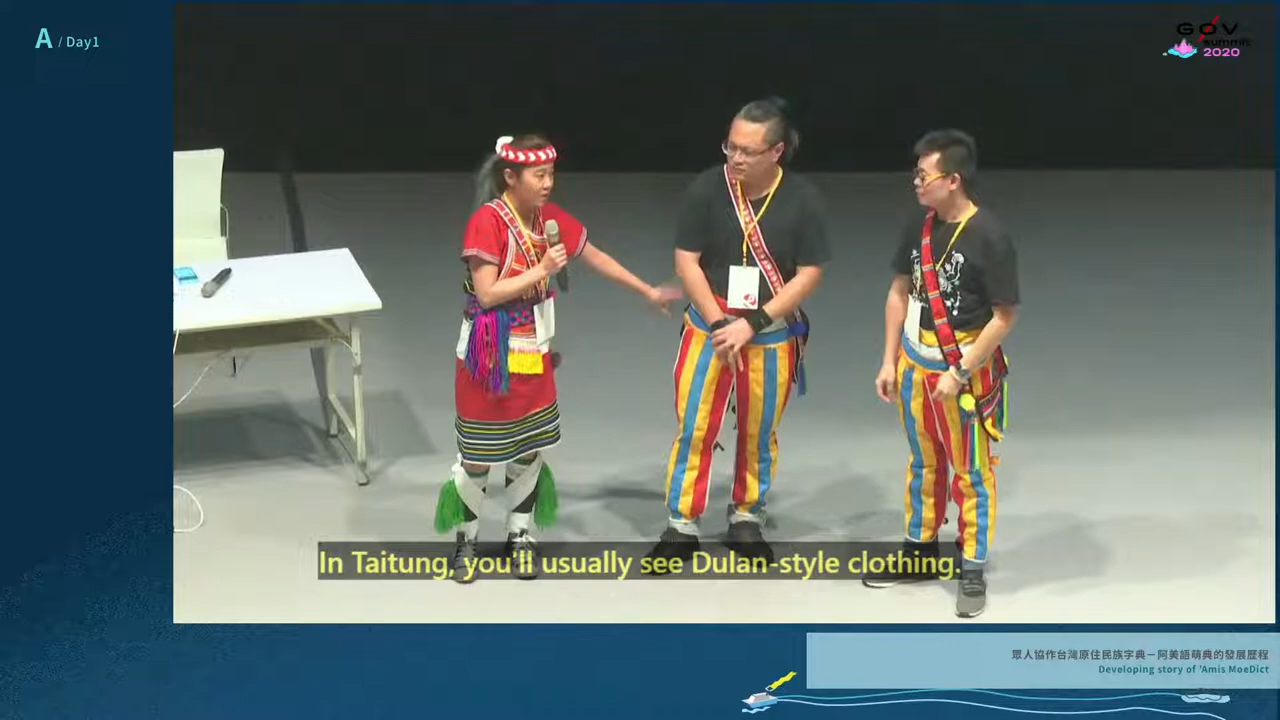 A / Day1
GØV
summit
2020
In Taitung, you'll usually see Dulan-style clothing.
眾人協作台灣原住民族字典－阿美語萌典的發展歷程
Developing story of 'Amis MoeDict